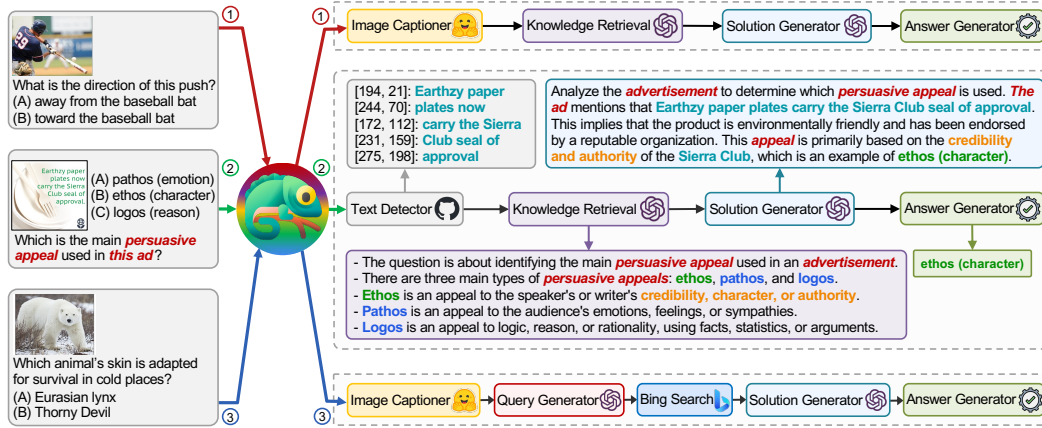 29
What is the direction of this push?
(A) away from the baseball bat
(B) toward the baseball bat
1
1
Image Captioner
Knowledge Retrieval
Solution Generator
Answer Generator
Earthzy paper
plates now
carry the Sierra
Club seal of
approval.
(A) pathos (emotion)
(B) ethos (character)
(C) logos (reason)
Which is the main persuasive
appeal used in this ad?
2
2
[194, 21]: Earthzy paper
[244, 70]: plates now
[172, 112]: carry the Sierra
[231, 159]: Club seal of
[275, 198]: approval
Analyze the advertisement to determine which persuasive appeal is used. The
ad mentions that Earthzy paper plates carry the Sierra Club seal of approval.
This implies that the product is environmentally friendly and has been endorsed
by a reputable organization. This appeal is primarily based on the credibility
and authority of the Sierra Club, which is an example of ethos (character).
Text Detector
Knowledge Retrieval
Solution Generator
Answer Generator
ethos (character)
- The question is about identifying the main persuasive appeal used in an advertisement.
- There are three main types of persuasive appeals: ethos, pathos, and logos.
- Ethos is an appeal to the speaker's or writer's credibility, character, or authority.
- Pathos is an appeal to the audience's emotions, feelings, or sympathies.
- Logos is an appeal to logic, reason, or rationality, using facts, statistics, or arguments.
Which animal's skin is adapted
for survival in cold places?
(A) Eurasian lynx
(B) Thorny Devil
3
3
Image Captioner
Query Generator
Bing Search
Solution Generator
Answer Generator